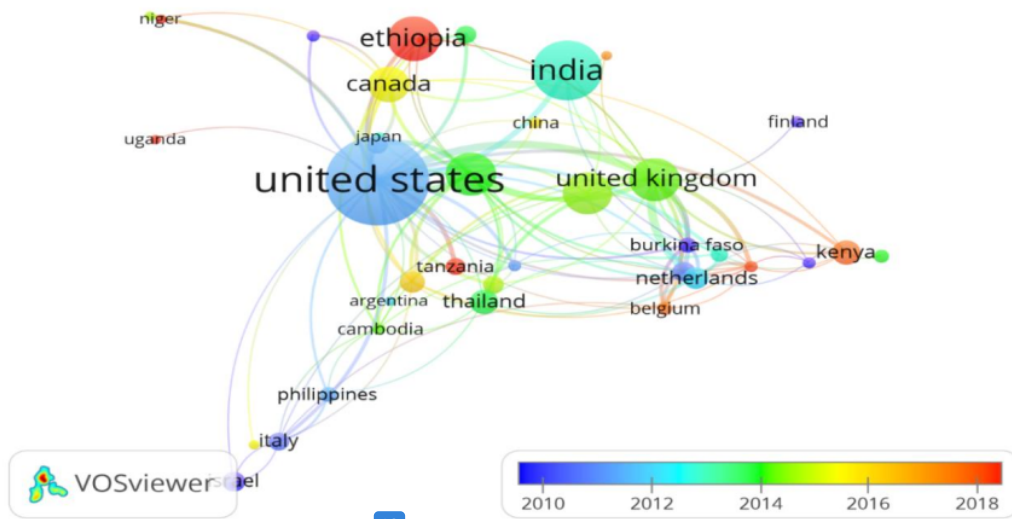 niger
ethiopia
india
canada
china
finland
uganda
japan
united states
united kingdom
burkina faso
kenya
tanzania
netherlands
argentina
thailand
belgium
cambodia
philippines
italy
israel
VOSviewer
2010
2012
2014
2016
2018